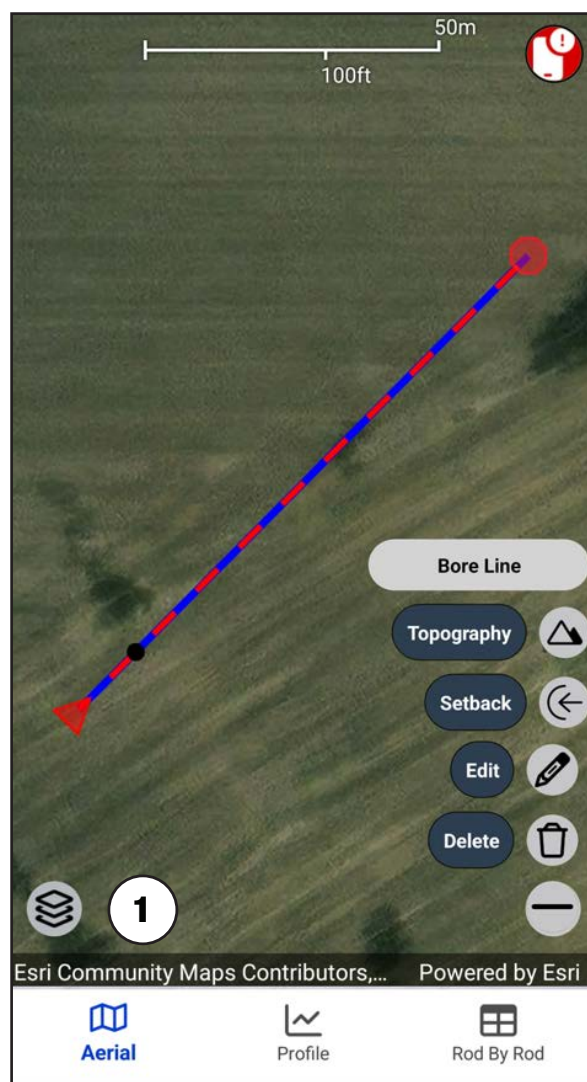 50m
100ft
!
Bore Line
Topography
Setback
Edit
Delete
1
Esri Community Maps Contributors,... Powered by Esri
Aerial Profile Rod By Rod